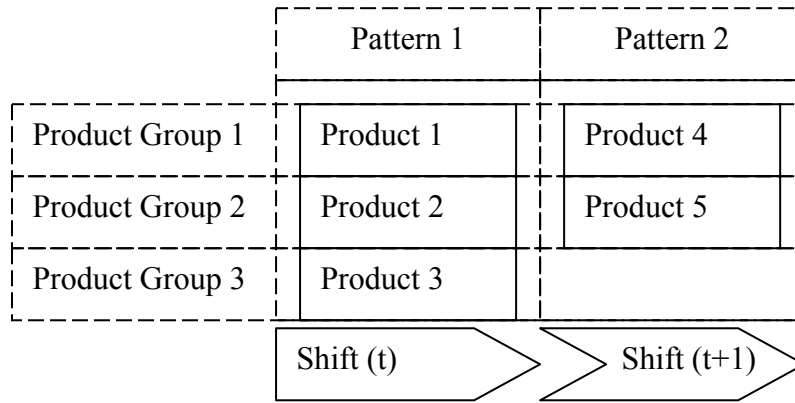 Pattern 1 Pattern 2
Product Group 1 Product 1 Product 4
Product Group 2 Product 2 Product 5
Product Group 3 Product 3
Shift (t) Shift (t+1)